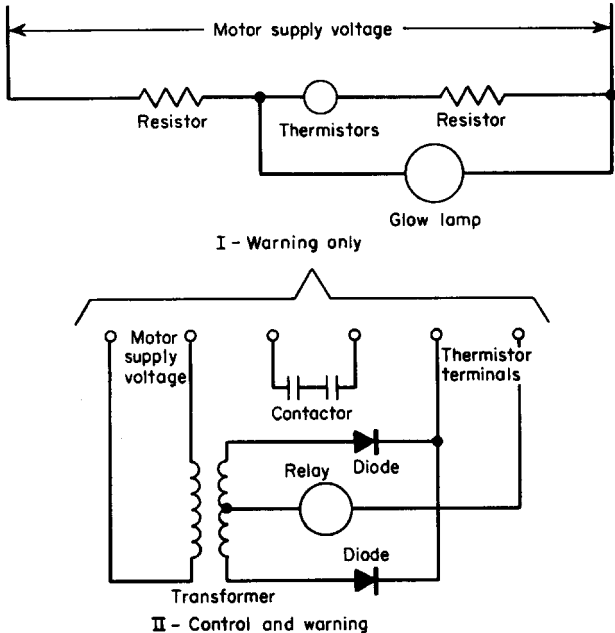 Motor supply voltage
Resistor
Thermistors
Resistor
Glow lamp
I - Warning only
Motor
supply
voltage
Contactor
Thermistor
terminals
Diode
Relay
Diode
Transformer
II - Control and warning